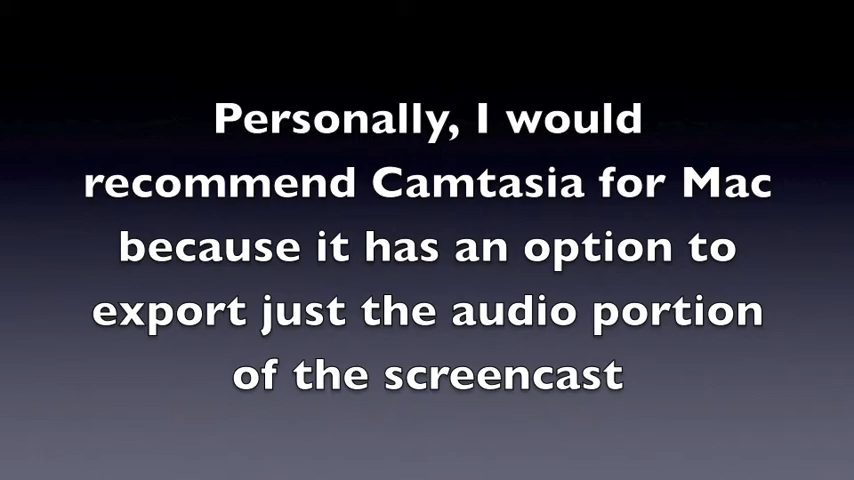 Personally, I would
recommend Camtasia for Mac
because it has an option to
export just the audio portion
of the screencast